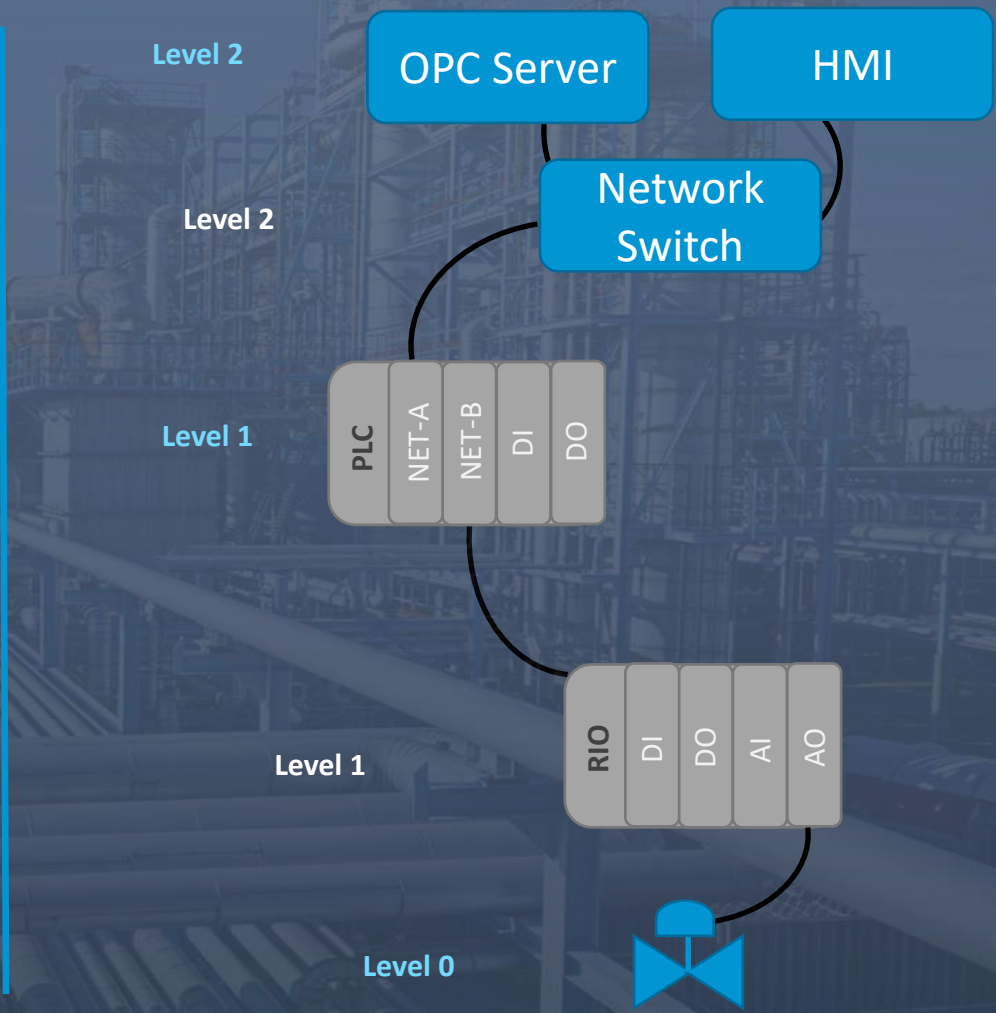 Level 2
OPC Server
HMI
Level 2
Network
Switch
Level 1
PLC
NET-A
NET-B
DI
DO
Level 1
RIO
DI
DO
AI
AO
Level 0